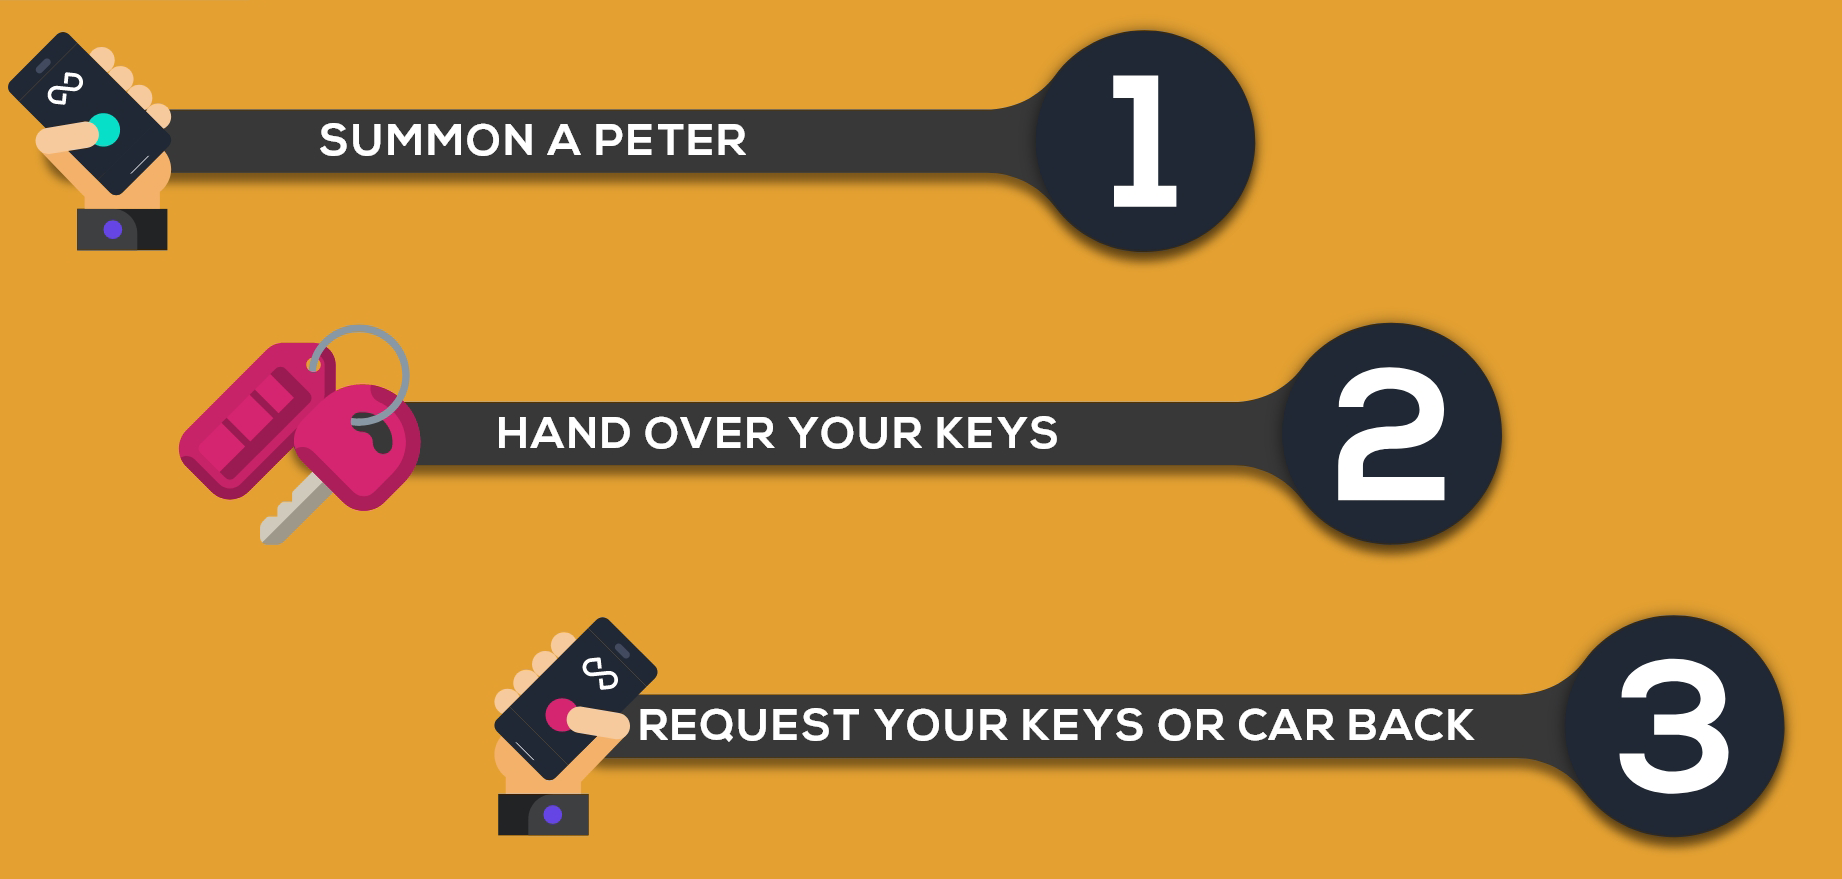 SUMMON A PETER
1
HAND OVER YOUR KEYS
2
REQUEST YOUR KEYS OR CAR BACK
3